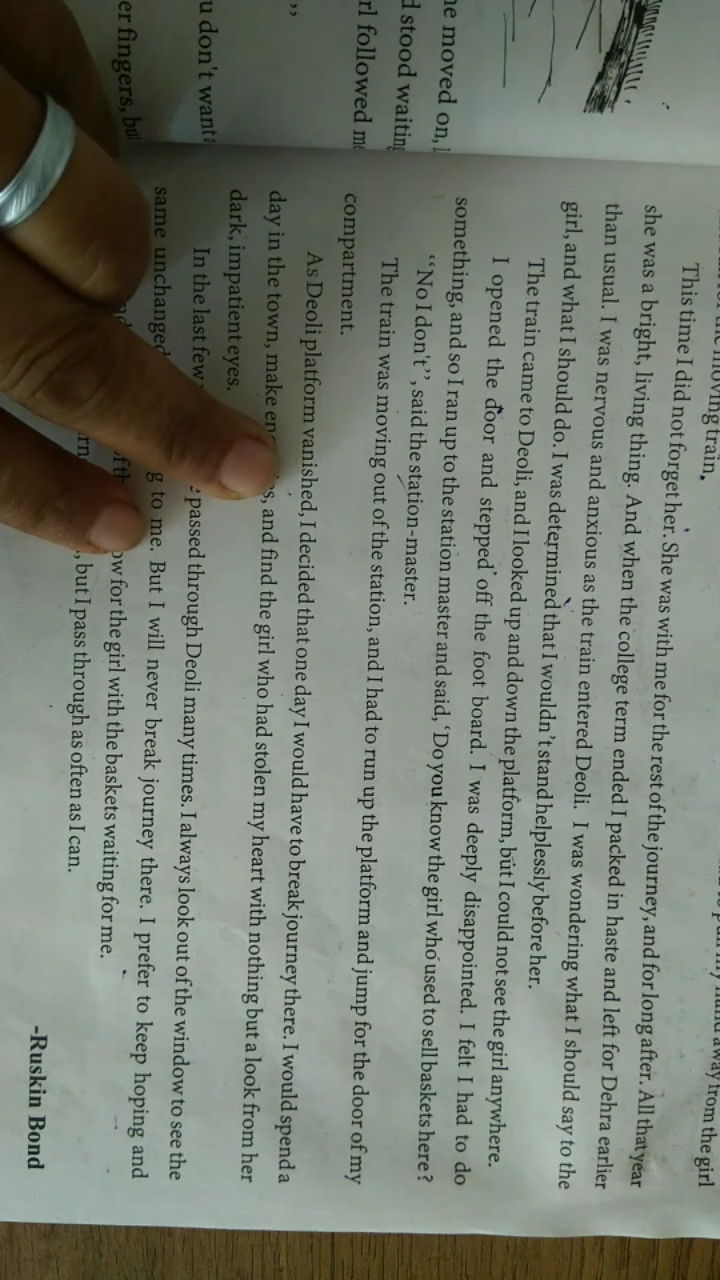 the moving train.
away from the girl
This time I did not forget her. She was with me for the rest of the journey, and for long after. All that year
she was a bright, living thing. And when the college term ended I packed in haste and left for Dehra earlier
than usual. I was nervous and anxious as the train entered Deoli. I was wondering what I should say to the
girl, and what I should do. I was determined that I wouldn't stand helplessly before her.
The train came to Deoli, and I looked up and down the platform, but I could not see the girl anywhere.
I opened the door and stepped off the foot board. I was deeply disappointed. I felt I had to do
something, and so I ran up to the station master and said, 'Do you know the girl who used to sell baskets here?
“No I don't”, said the station-master.
The train was moving out of the station, and I had to run up the platform and jump for the door of my
compartment.
As Deoli platform vanished, I decided that one day I would have to break journey there. I would spend a
day in the town, make and find the girl who had stolen my heart with nothing but a look from her
dark, impatient eyes.
In the last few passed through Deoli many times. I always look out of the window to see the
same unchanged to me. But I will never break journey there. I prefer to keep hoping and
for the girl with the baskets waiting for me.
, but I pass through as often as I can.
-Ruskin Bond
moved on,
stood waiting
followed
”
don't want
fingers,